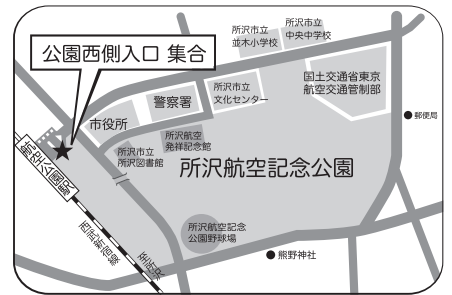 所沢市立
並木小学校
所沢市立
中央中学校
公園西側入口 集合
国土交通省東京
航空交通管制部
所沢市立
文化センター
警察署
市役所
郵便局
所沢航空
発祥記念館
所沢市立
所沢図書館
所沢航空記念公園
航空公園駅
西武新宿線
至所沢
所沢航空記念
公園野球場
熊野神社